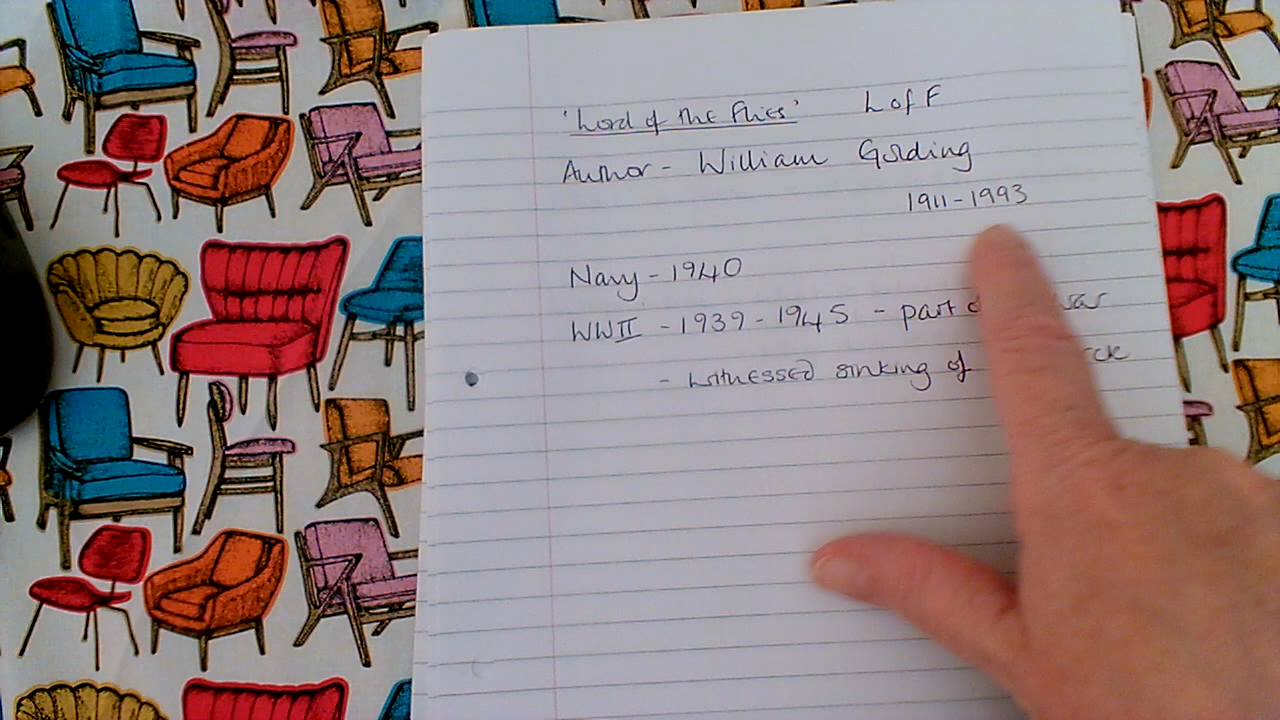 'Lord of the Flies' L of F
Author - William Golding
1911-1993
Navy - 1940
WWII - 1939 - 1945 - part
- witnessed sinking of